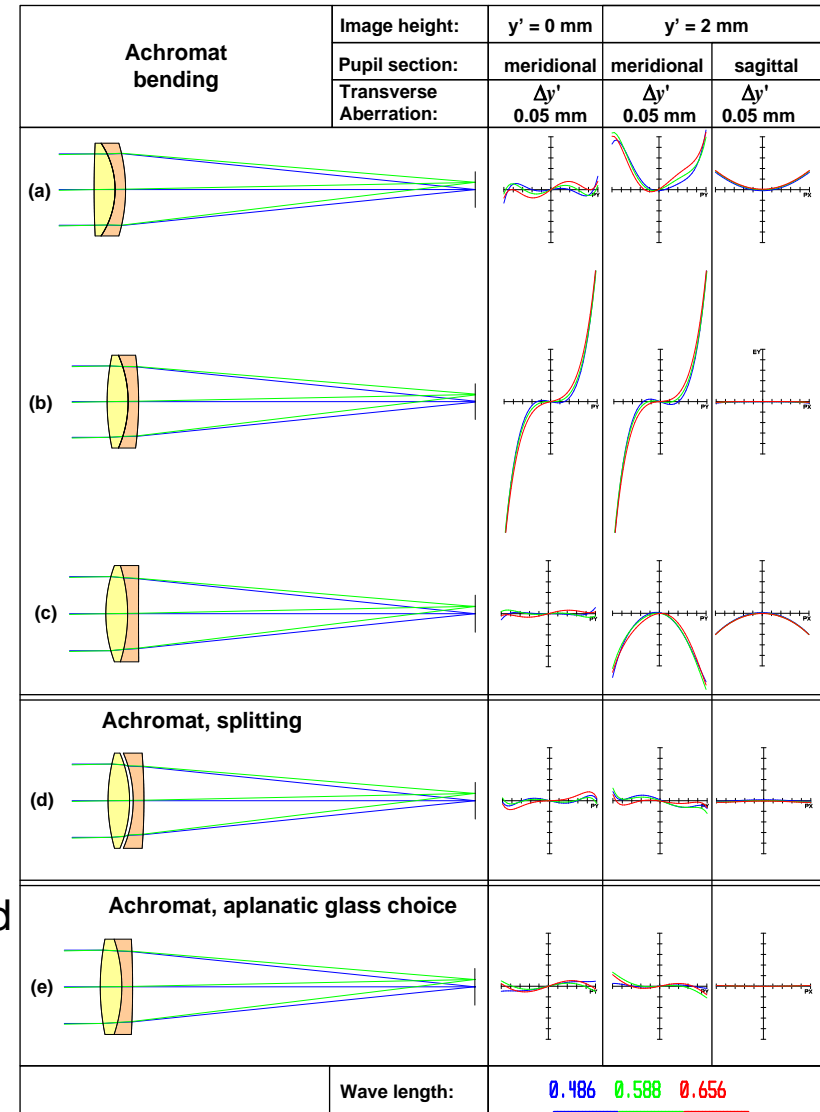 Achromat
bending
Image height: y' = 0 mm y' = 2 mm
Pupil section: meridional meridional sagittal
Transverse
Aberration:
Δy' Δy' Δy'
0.05 mm 0.05 mm 0.05 mm
(a)
PY PY PX
(b)
EY
PY PY PX
(c)
PY PY PX
Achromat, splitting
(d)
PY PY PX
d
Achromat, aplanatic glass choice
(e)
PY PY PX
Wave length: 0.486 0.588 0.656